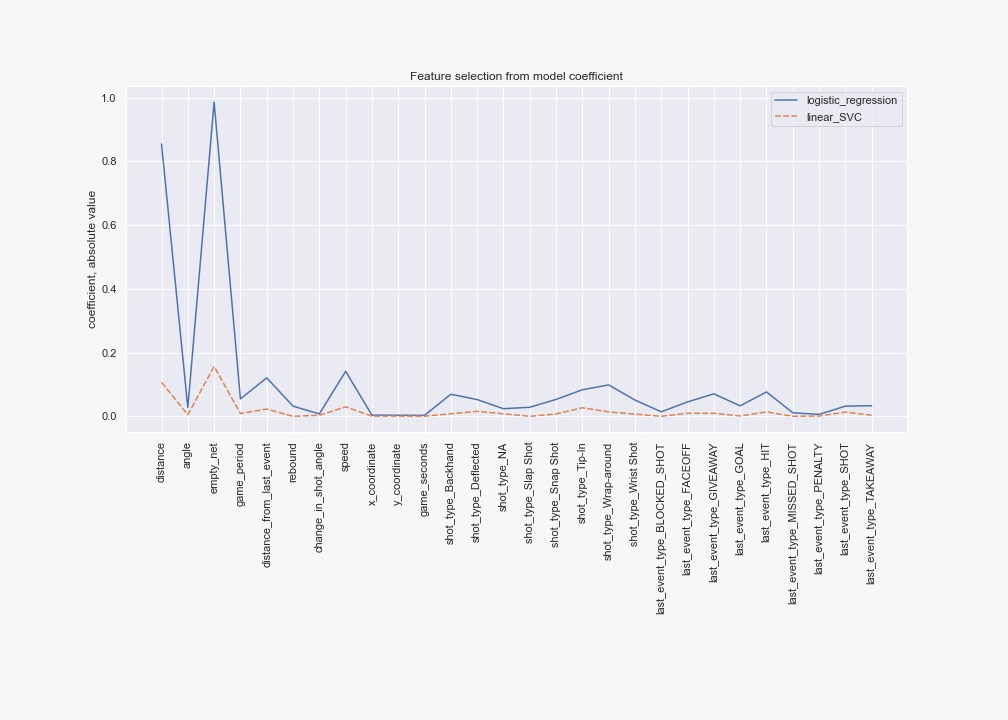 Feature selection from model coefficient
logistic_regression
linear_SVC
coefficient, absolute value
1.0
0.8
0.6
0.4
0.2
0.0
distance
angle
empty_net
game_period
distance_from_last_event
rebound
change_in_shot_angle
speed
x_coordinate
y_coordinate
game_seconds
shot_type_Backhand
shot_type_Deflected
shot_type_NA
shot_type_Slap Shot
shot_type_Snap Shot
shot_type_Tip-In
shot_type_Wrap-around
shot_type_Wrist Shot
last_event_type_BLOCKED_SHOT
last_event_type_FACEOFF
last_event_type_GIVEAWAY
last_event_type_GOAL
last_event_type_HIT
last_event_type_MISSED_SHOT
last_event_type_PENALTY
last_event_type_SHOT
last_event_type_TAKEAWAY